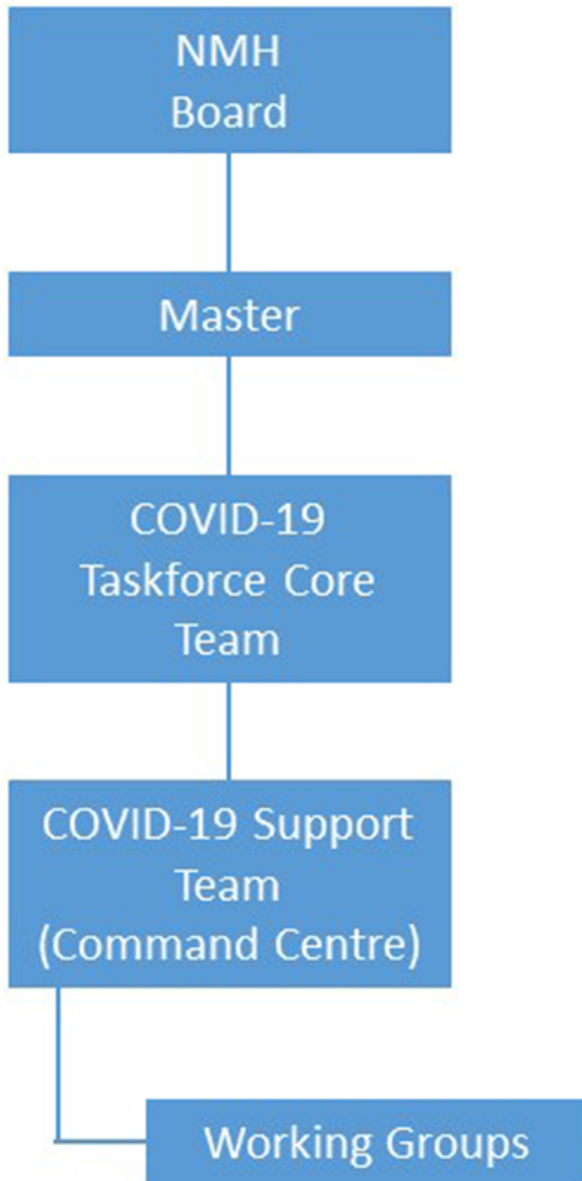 NMH
Board
Master
COVID-19
Taskforce Core
Team
COVID-19 Support
Team
(Command Centre)
Working Groups